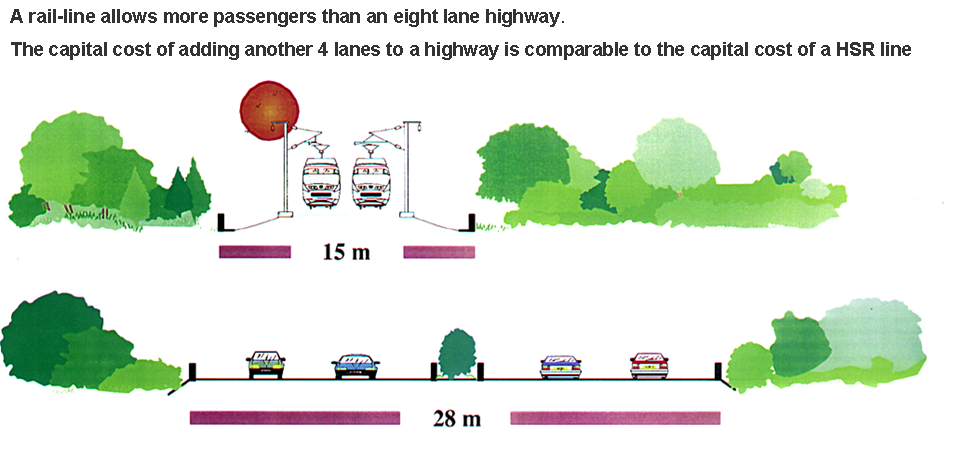 A rail-line allows more passengers than an eight lane highway.
The capital cost of adding another 4 lanes to a highway is comparable to the capital cost of a HSR line
15 m
28 m